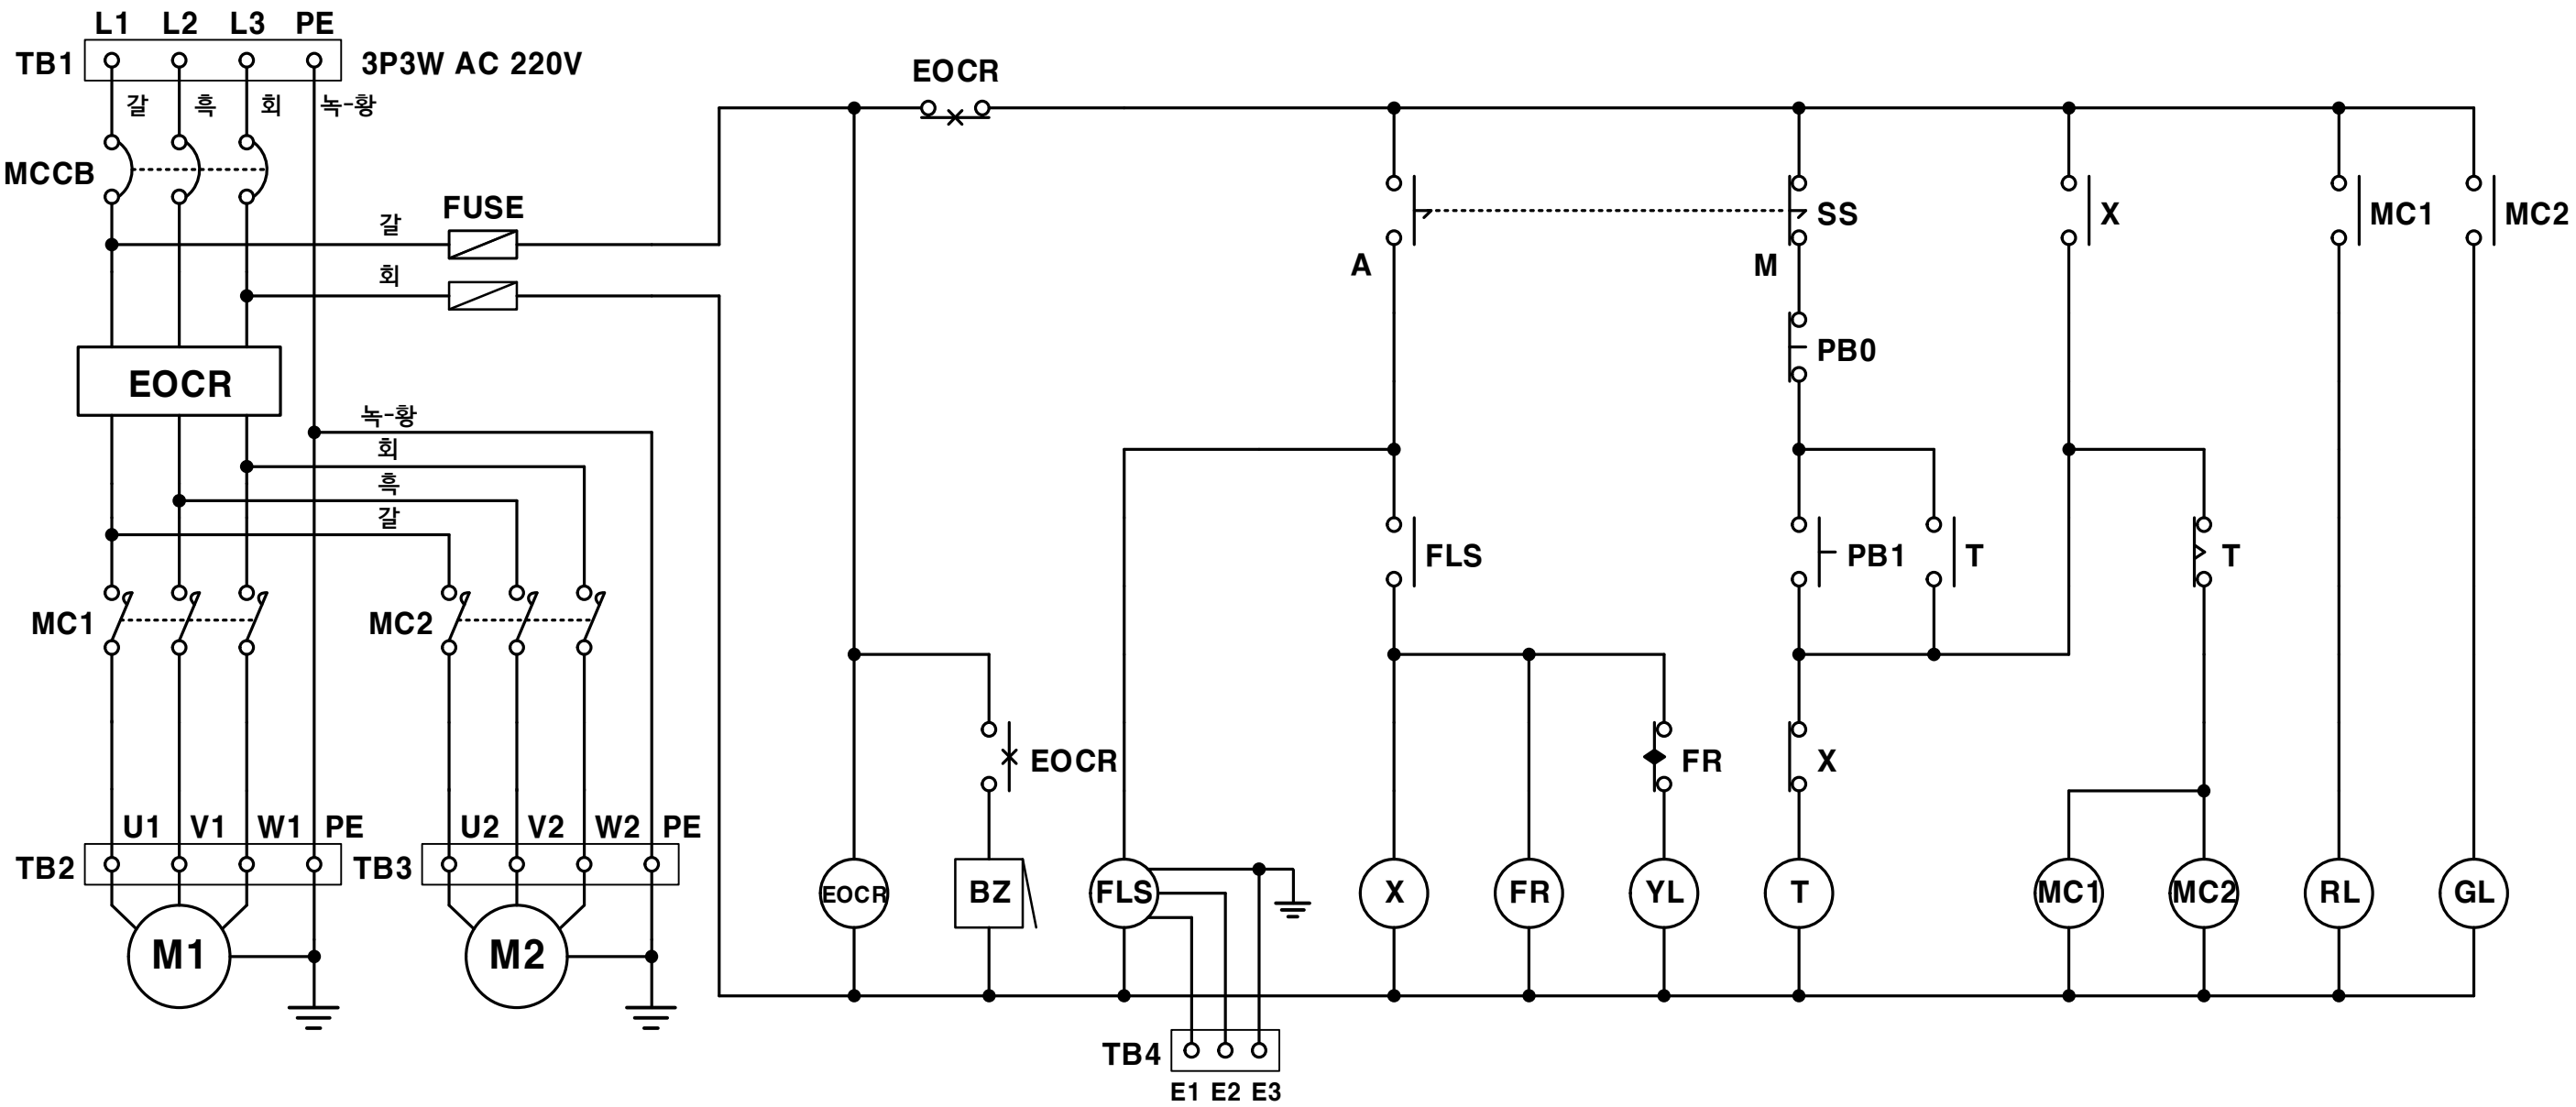 L1 L2 L3 PE
TB1 3P3W AC 220V
갈 흑 회 녹-황
EOCR
MCCB
갈 FUSE
회
A
SS
M
X
MC1
MC2
PB0
EOCR
녹-황
회
흑
갈
FLS
PB1
T
T
MC1
MC2
EOCR
FR
X
U1 V1 W1 PE
U2 V2 W2 PE
TB2
TB3
M1
M2
EOCR
BZ
FLS
X
FR
YL
T
MC1
MC2
RL
GL
TB4
E1 E2 E3